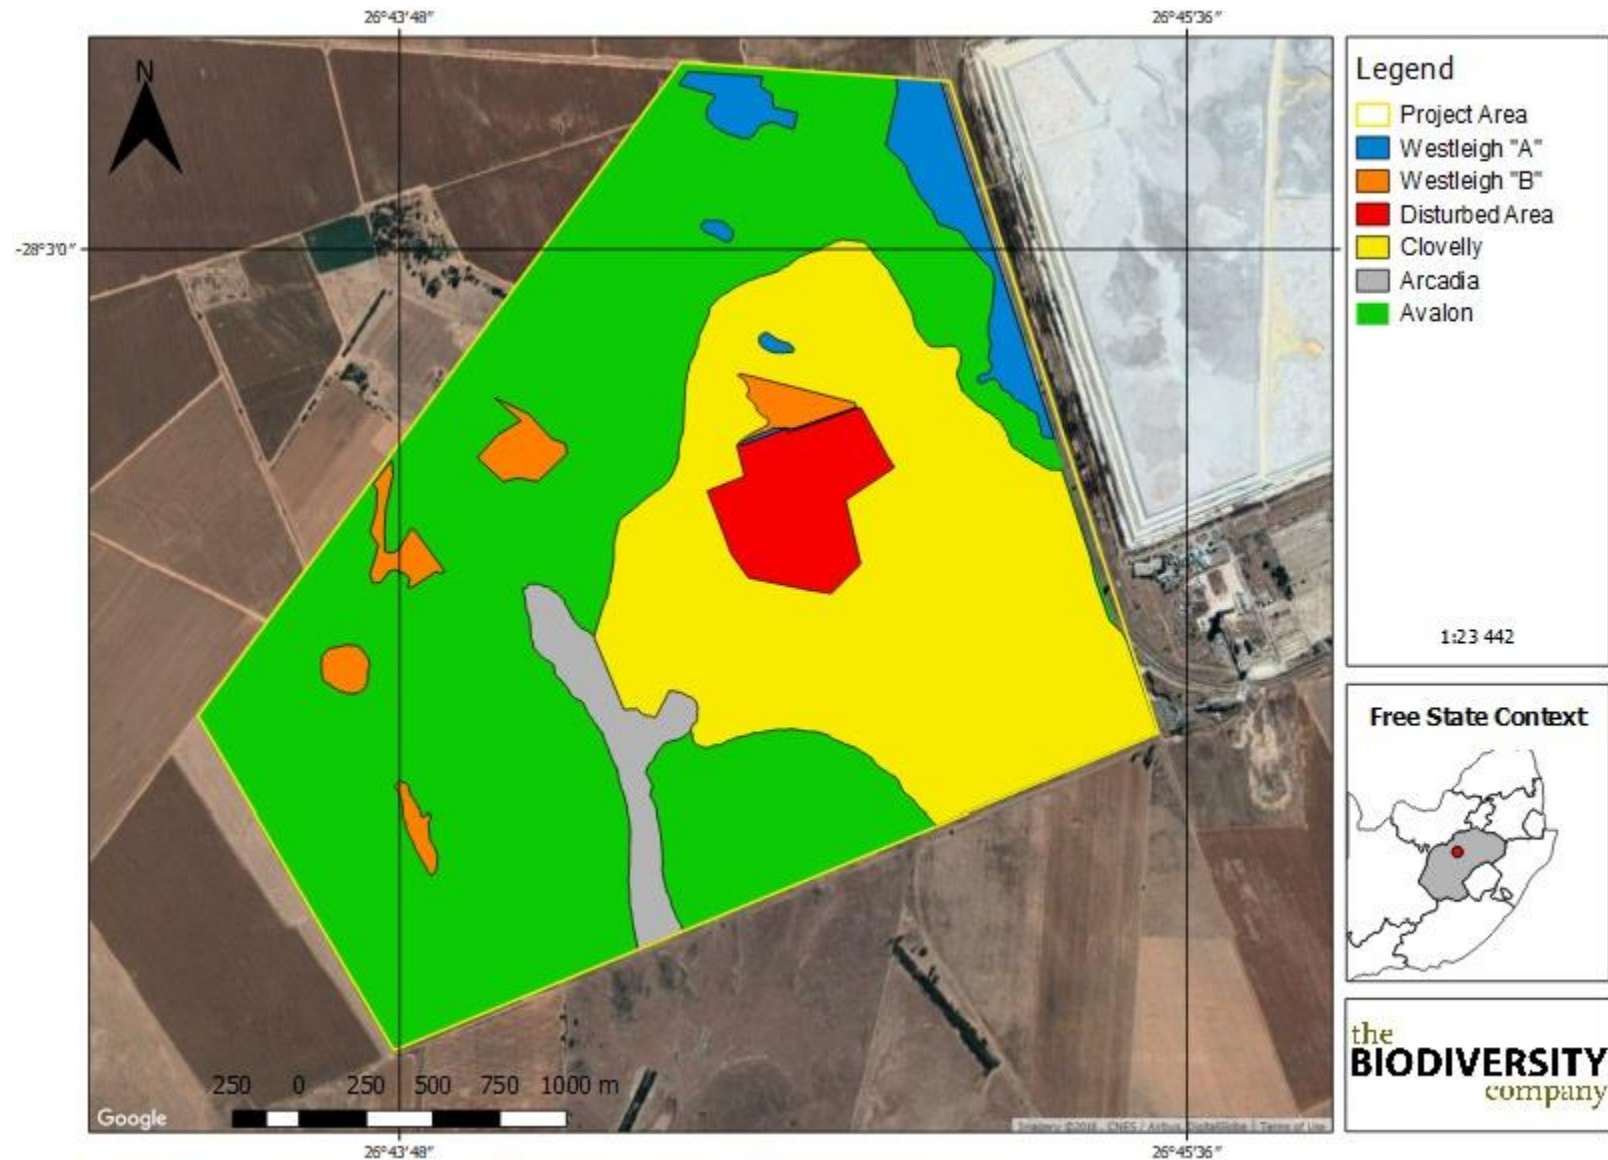 26°43'48" 26°45'36"
N
-28°3'0"
Legend
Project Area
Westleigh "A"
Westleigh "B"
Disturbed Area
Clovelly
Arcadia
Avalon
1:23 442
Free State Context
the
BIODIVERSITY
company
250 0 250 500 750 1000 m
Google
26°43'48" 26°45'36"